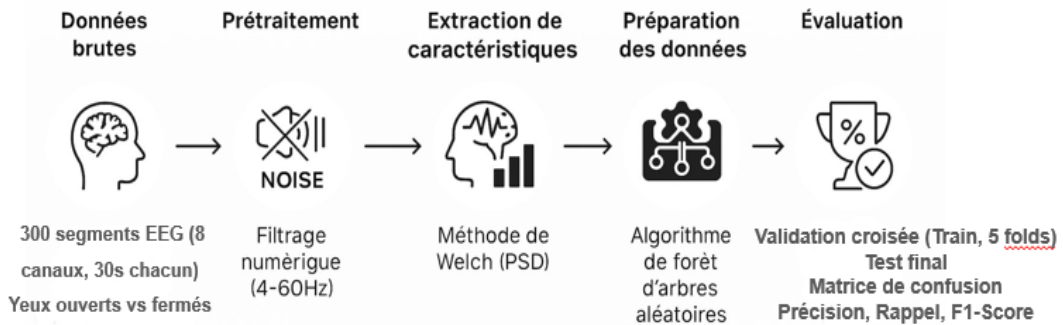 Données
brutes
Prétraitement
Extraction de
caractéristiques
Préparation
des données
Évaluation
NOISE
%
300 segments EEG (8
canaux, 30s chacun)
Yeux ouverts vs fermés
Filtrage
numèrigue
(4-60Hz)
Méthode de
Welch (PSD)
Algorithme
de forèt
d'arbres
aléatoires
Validation croisée (Train, 5 folds)
Test final
Matrice de confusion
Précision, Rappel, F1-Score